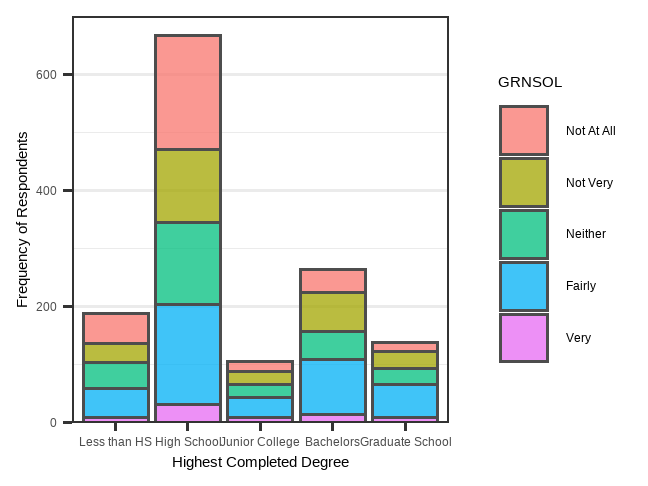 GRNSOL
Not At All
Not Very
Neither
Fairly
Very
Frequency of Respondents
600
400
200
0
Less than HS High School Junior College Bachelors Graduate School
Highest Completed Degree